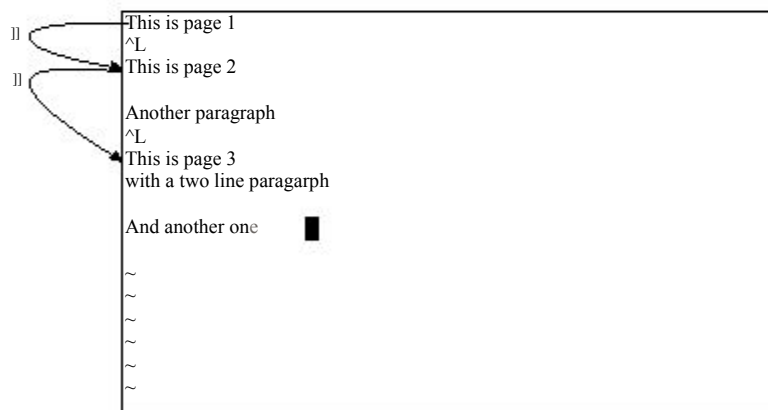 This is page 1
]]
^L
This is page 2
]]
Another paragraph
^L
This is page 3
with a two line paragarph
And another one
~
~
~
~
~
~